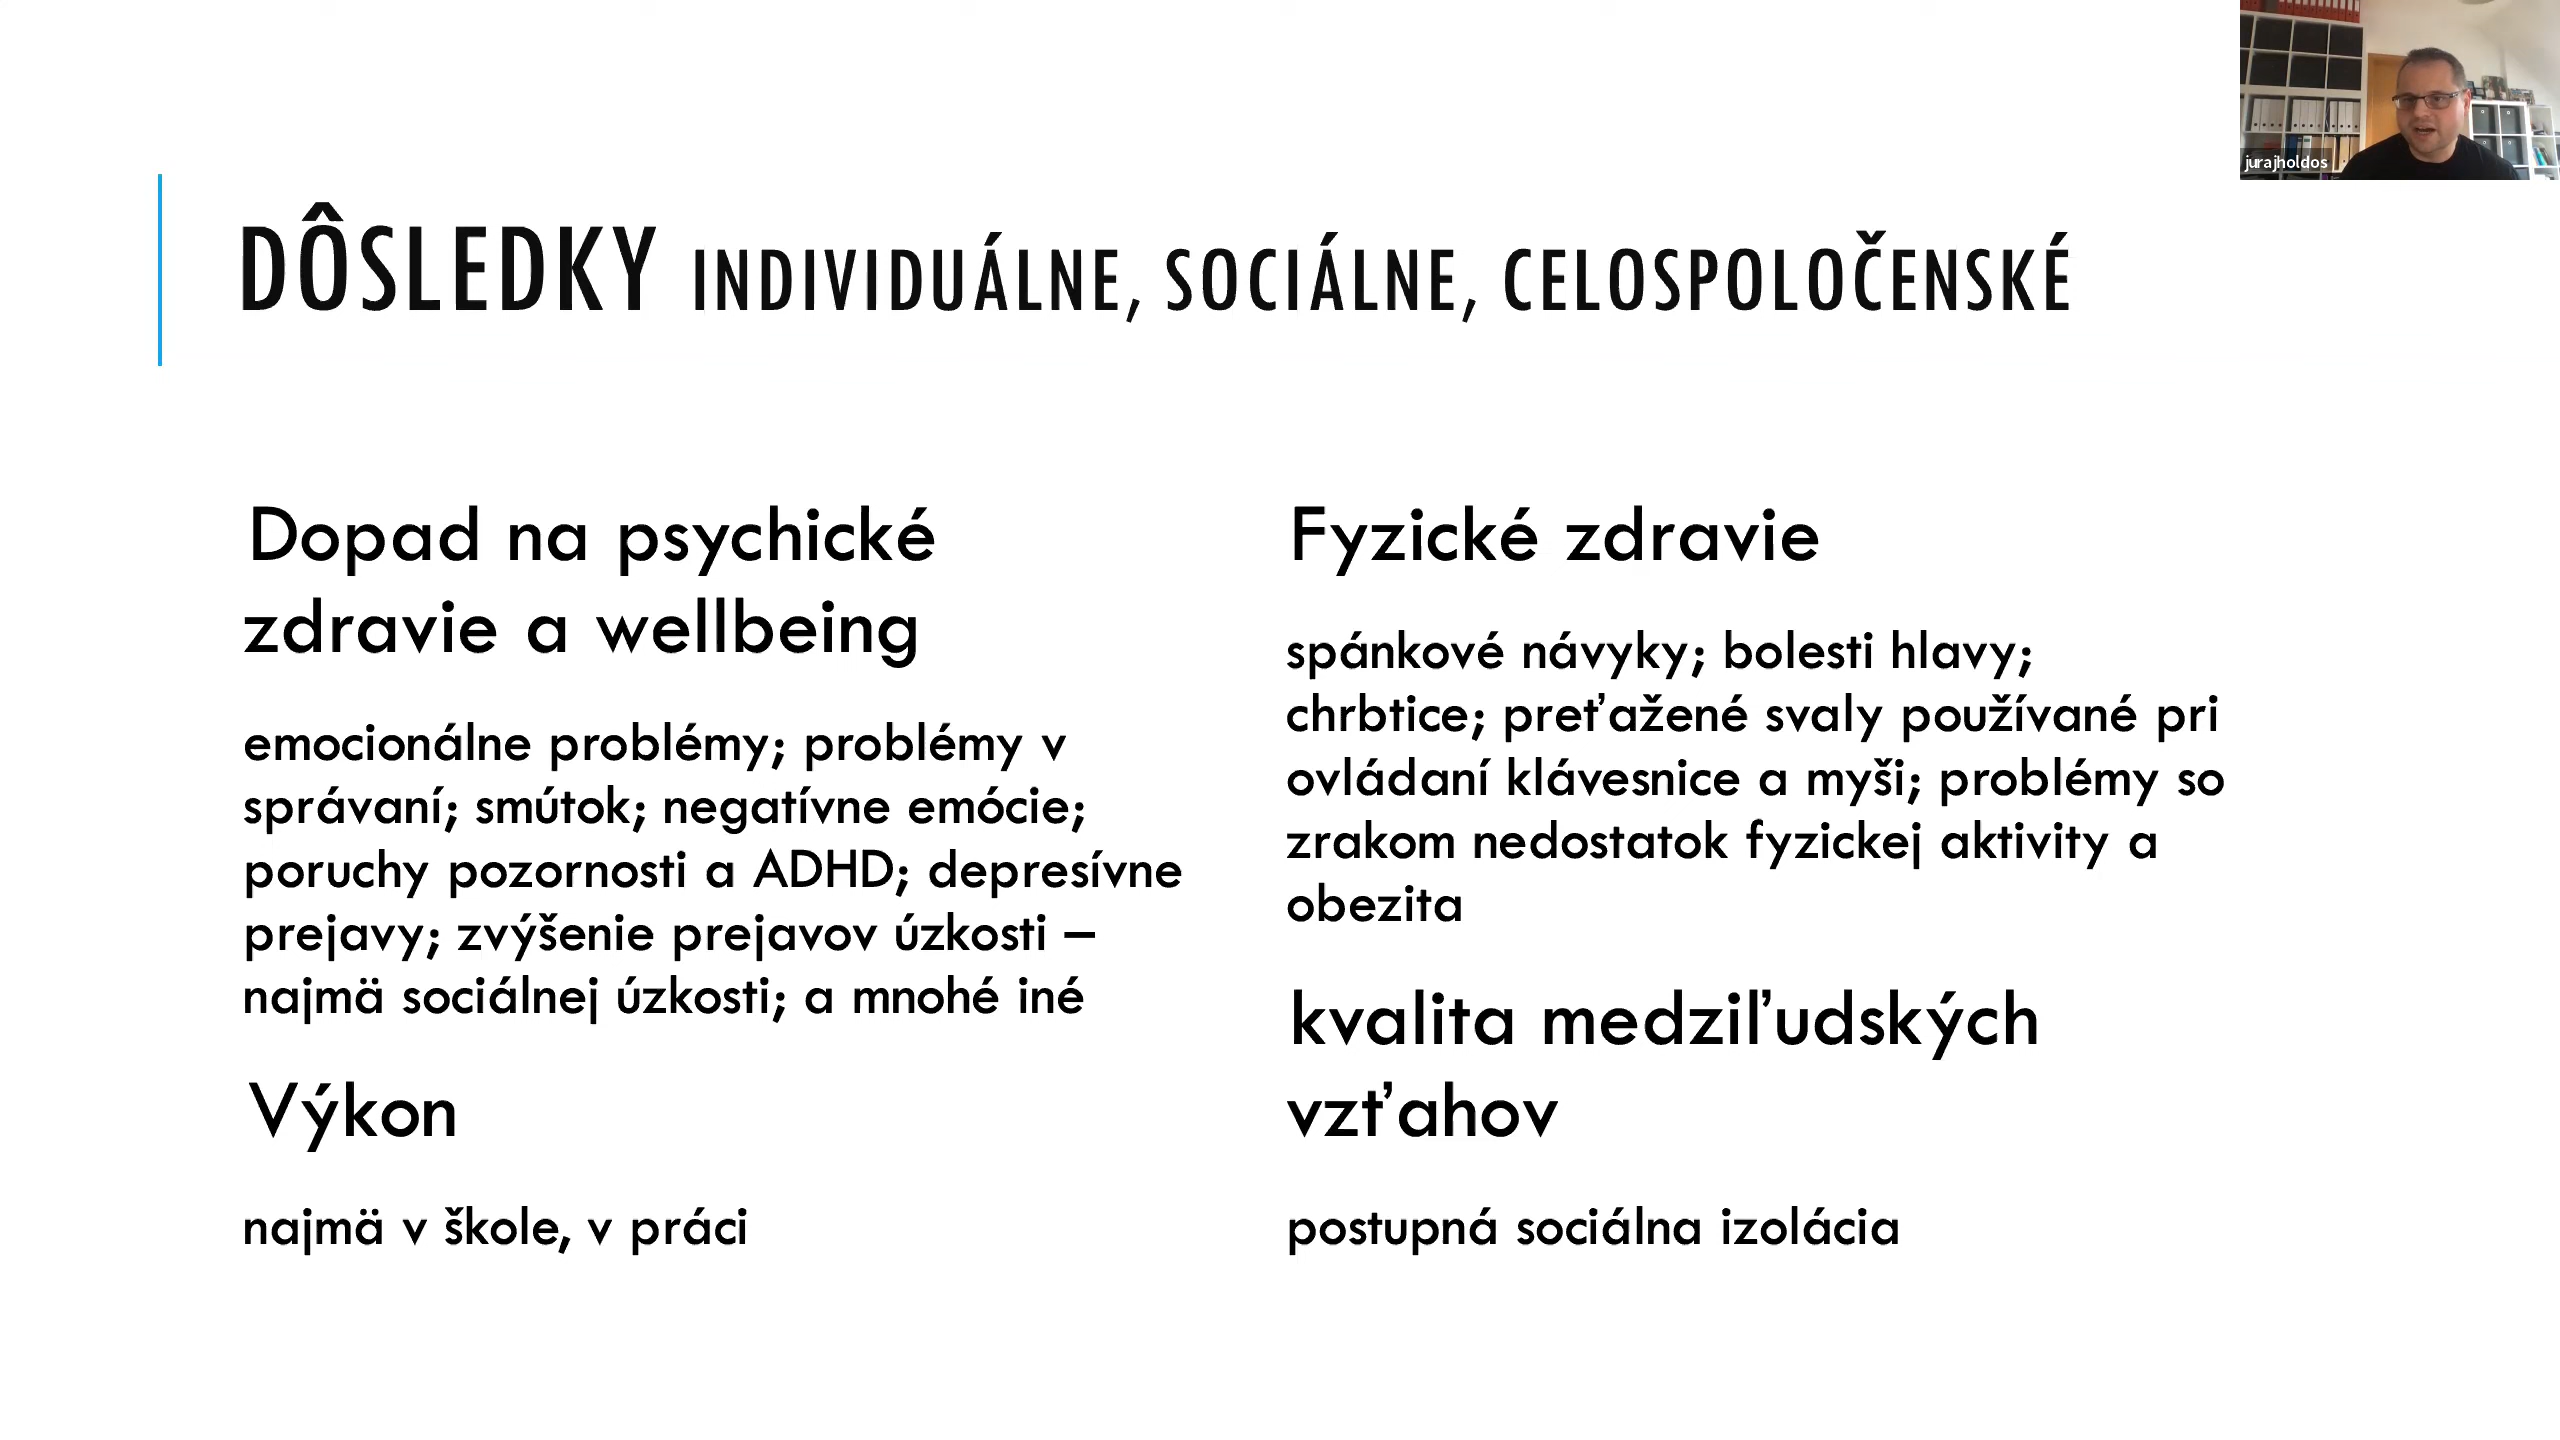 jurajholdos
DÔSLEDKY INDIVIDUÁLNE, SOCIÁLNE, CELOSPOLOČENSKÉ
Dopad na psychické
zdravie a wellbeing
emocionálne problémy; problémy v
správaní; smútok; negatívne emócie;
poruchy pozornosti a ADHD; depresívne
prejavy; zvýšenie prejavov úzkosti –
najmä sociálnej úzkosti; a mnohé iné
Výkon
najmä v škole, v práci
Fyzické zdravie
spánkové návyky; bolesti hlavy;
chrbtice; preťažené svaly používané pri
ovládaní klávesnice a myši; problémy so
zrakom nedostatok fyzickej aktivity a
obezita
kvalita medziľudských
vzťahov
postupná sociálna izolácia